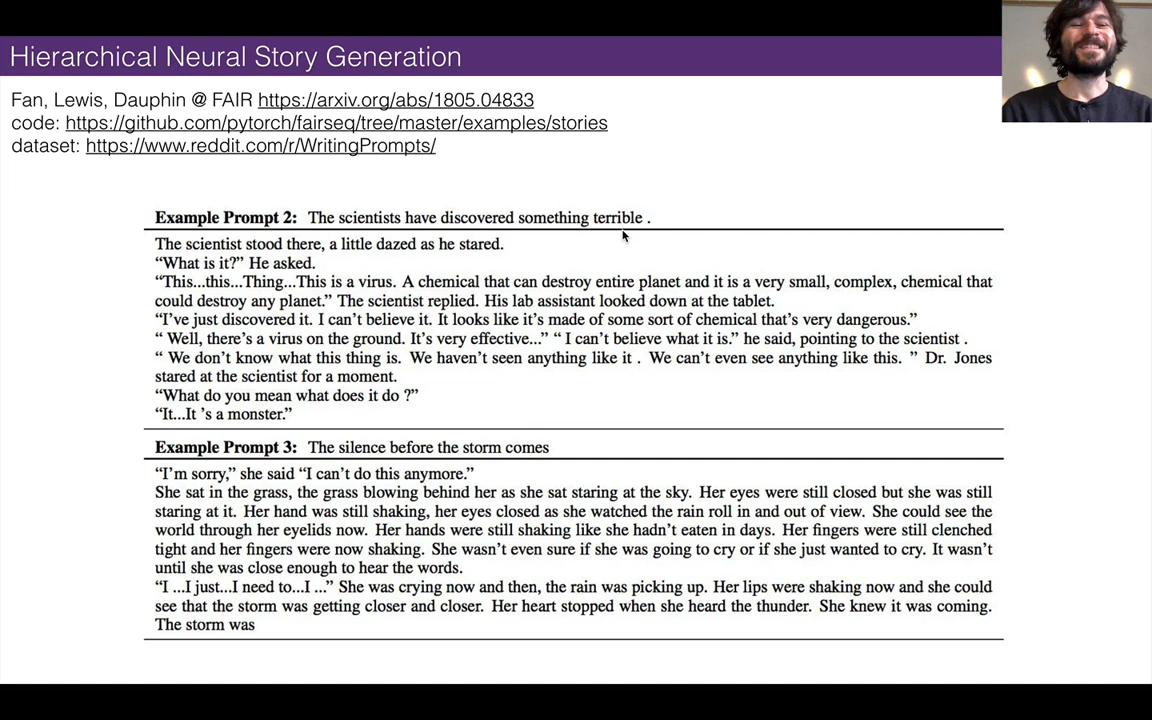 Hierarchical Neural Story Generation
Fan, Lewis, Dauphin @ FAIR https://arxiv.org/abs/1805.04833
code: https://github.com/pytorch/fairseq/tree/master/examples/stories
dataset: https://www.reddit.com/r/WritingPrompts/
Example Prompt 2: The scientists have discovered something terrible .
The scientist stood there, a little dazed as he stared.
“What is it?” He asked.
“This...this...Thing...This is a virus. A chemical that can destroy entire planet and it is a very small, complex, chemical that
could destroy any planet.” The scientist replied. His lab assistant looked down at the tablet.
“I’ve just discovered it. I can’t believe it. It looks like it’s made of some sort of chemical that’s very dangerous.”
“ Well, there’s a virus on the ground. It’s very effective...” “ I can’t believe what it is.” he said, pointing to the scientist .
“ We don’t know what this thing is. We haven’t seen anything like it . We can’t even see anything like this. ” Dr. Jones
stared at the scientist for a moment.
“What do you mean what does it do ?”
“It...It ’s a monster.”
Example Prompt 3: The silence before the storm comes
“I’m sorry,” she said “I can’t do this anymore.”
She sat in the grass, the grass blowing behind her as she sat staring at the sky. Her eyes were still closed but she was still
staring at it. Her hand was still shaking, her eyes closed as she watched the rain roll in and out of view. She could see the
world through her eyelids now. Her hands were still shaking like she hadn’t eaten in days. Her fingers were still clenched
tight and her fingers were now shaking. She wasn’t even sure if she was going to cry or if she just wanted to cry. It wasn’t
until she was close enough to hear the words.
“I ...I just...I need to...I ...” She was crying now and then, the rain was picking up. Her lips were shaking now and she could
see that the storm was getting closer and closer. Her heart stopped when she heard the thunder. She knew it was coming.
The storm was